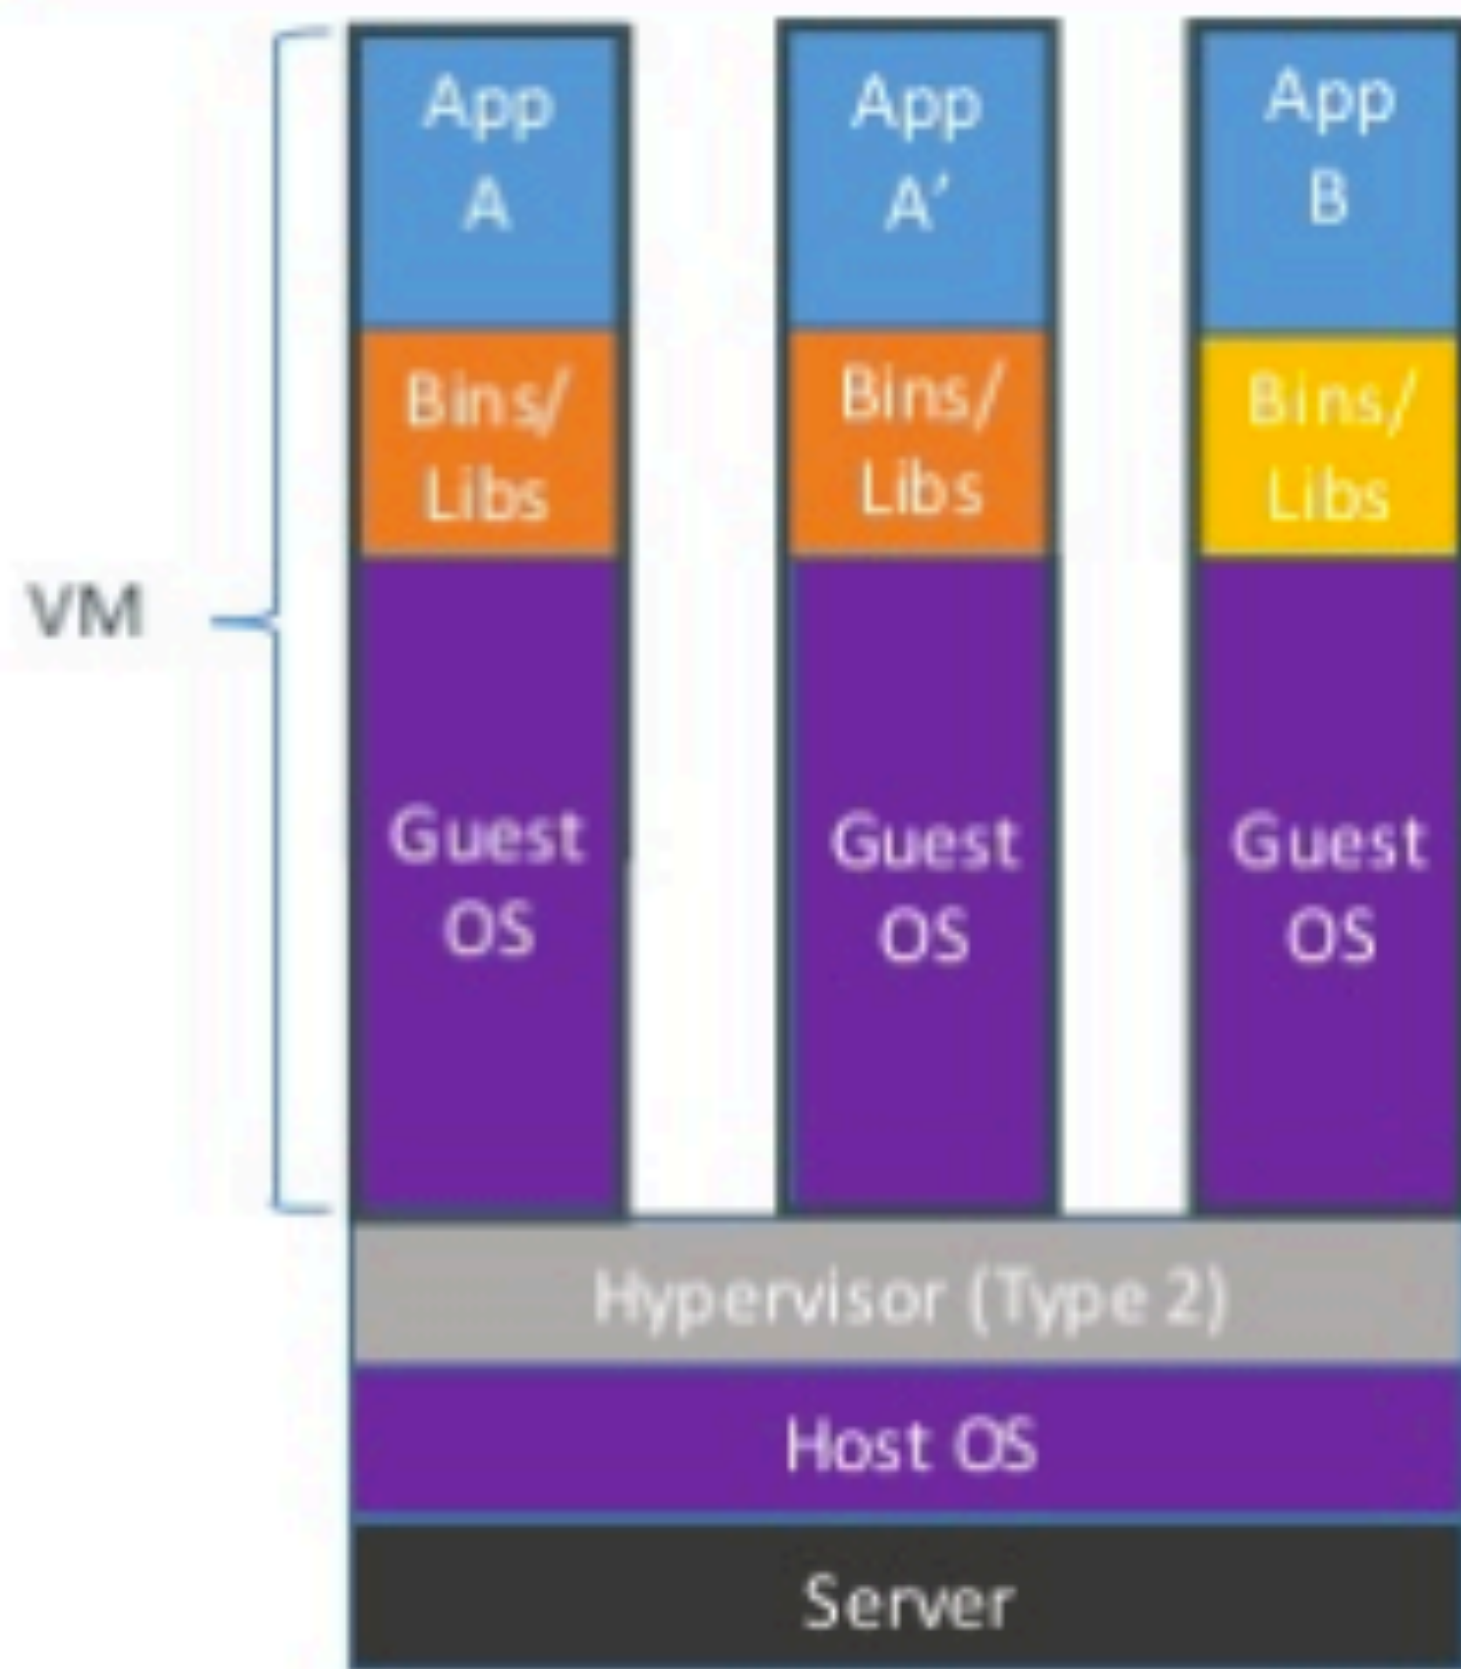 VM
App
A
Bins/
Libs
Guest
OS
App
A’
Bins/
Libs
Guest
OS
App
B
Bins/
Libs
Guest
OS
Hypervisor (Type 2)
Host OS
Server